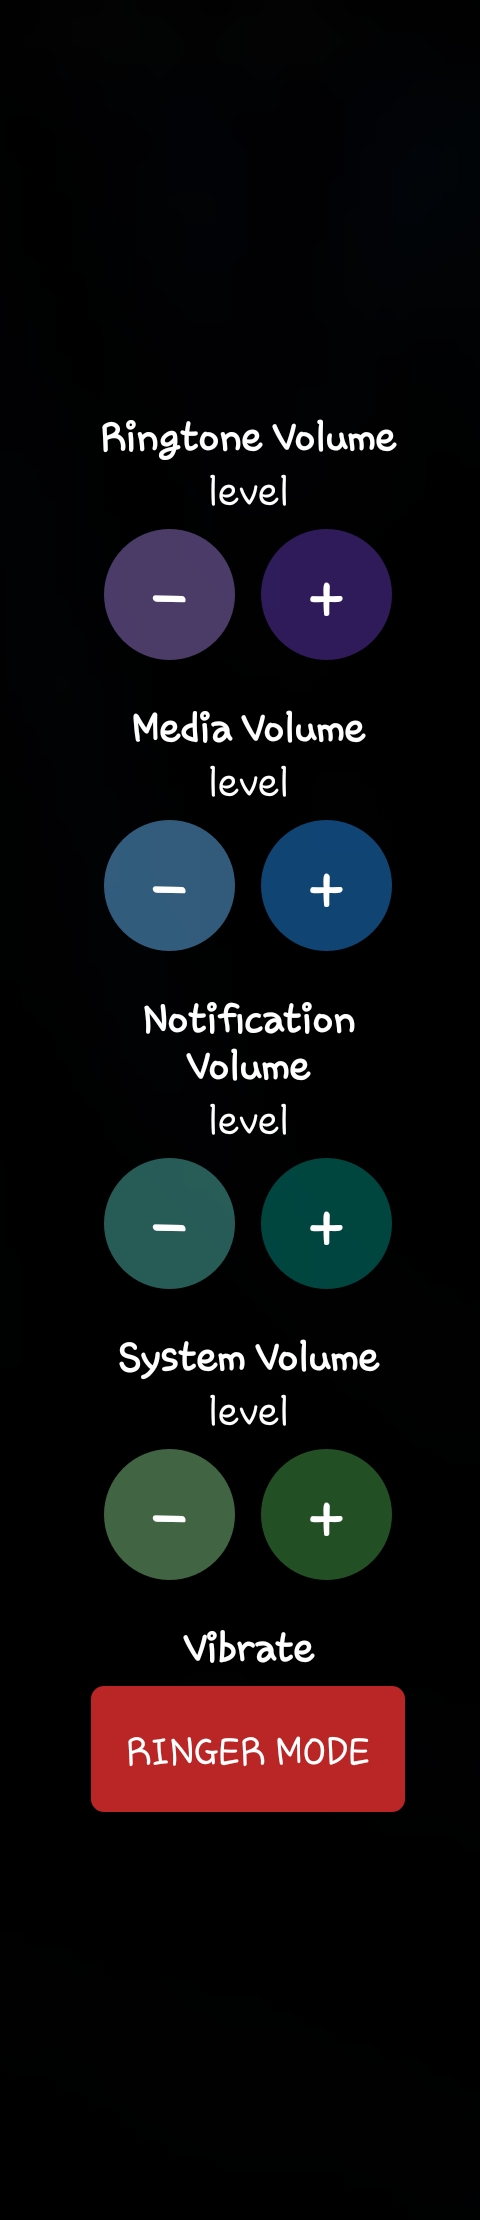 Ringtone Volume
level
− +
Media Volume
level
− +
Notification
Volume
level
− +
System Volume
level
− +
Vibrate
RINGER MODE